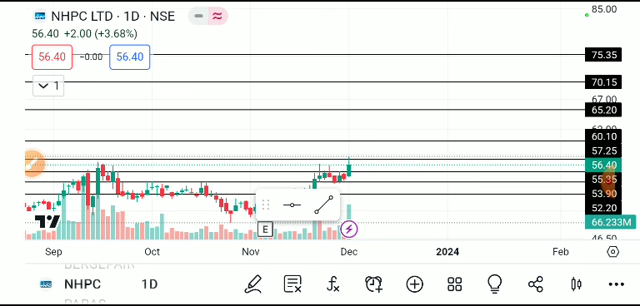 NHPC LTD · 1D · NSE
56.40 +2.00 (+3.68%)
56.40 −0.00 56.40
1
85.00
75.35
70.15
67.00
65.20
60.10
57.25
56.40
55.35
53.90
52.20
66.233M
46.50
E
Sep Oct Nov Dec 2024 Feb
NHPC 1D